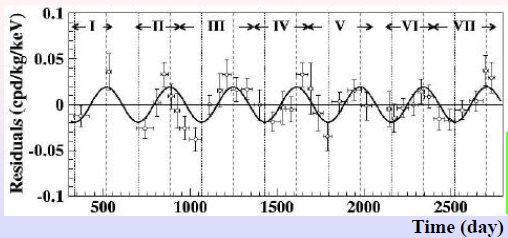 I II III IV V VI VII
Residuals (cpd/kg/keV)
0.1
0.05
0
-0.05
-0.1
500 1000 1500 2000 2500
Time (day)